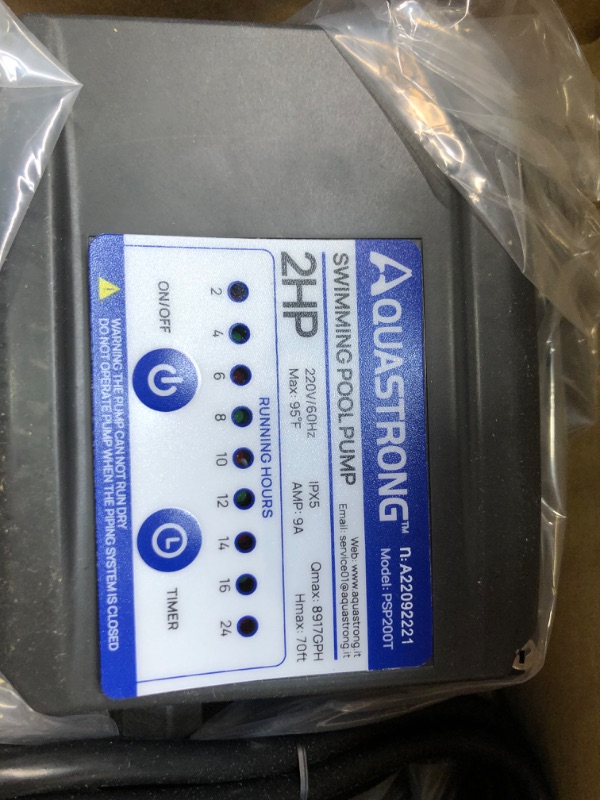 AQUASTRONG™
n: A22092221
Model: PSP200T
SWIMMING POOL PUMP
Web: www.aquastrong.it
Email: service01@aquastrong.it
2HP
220V/60Hz
IPX5
Qmax: 8917GPH
Max: 95°F
AMP: 9A
Hmax: 70ft
RUNNING HOURS
2 4 6 8 10 12 14 16 24
ON/OFF
TIMER
WARNING THE PUMP CAN NOT RUN DRY
DO NOT OPERATE PUMP WHEN THE PIPING SYSTEM IS CLOSED